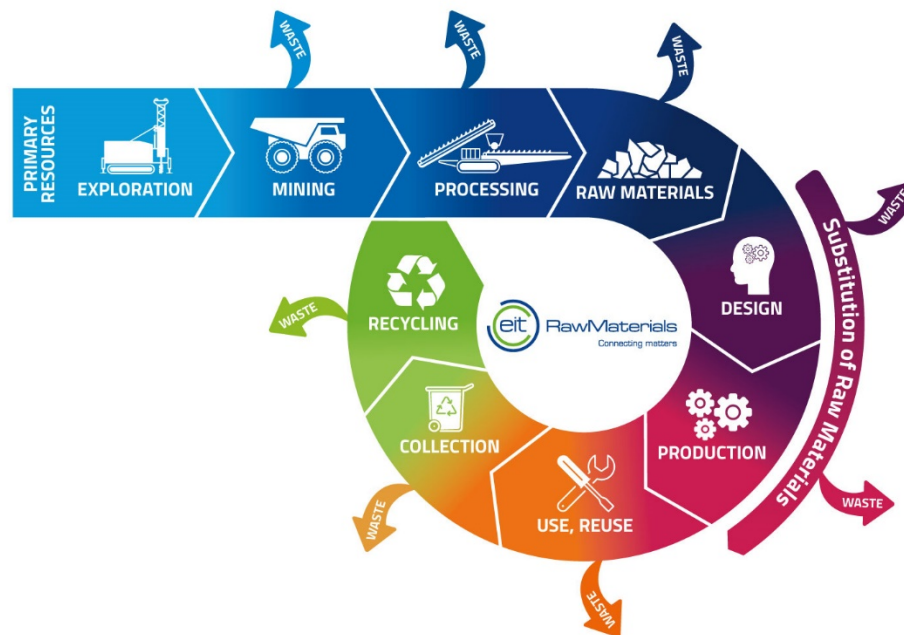 WASTE
WASTE
WASTE
PRIMARY
RESOURCES
EXPLORATION
MINING
PROCESSING
RAW MATERIALS
WASTE
Substitution of Raw Materials
DESIGN
RECYCLING
WASTE
eit RawMaterials
Connecting matters
COLLECTION
PRODUCTION
USE, REUSE
WASTE
WASTE
WASTE